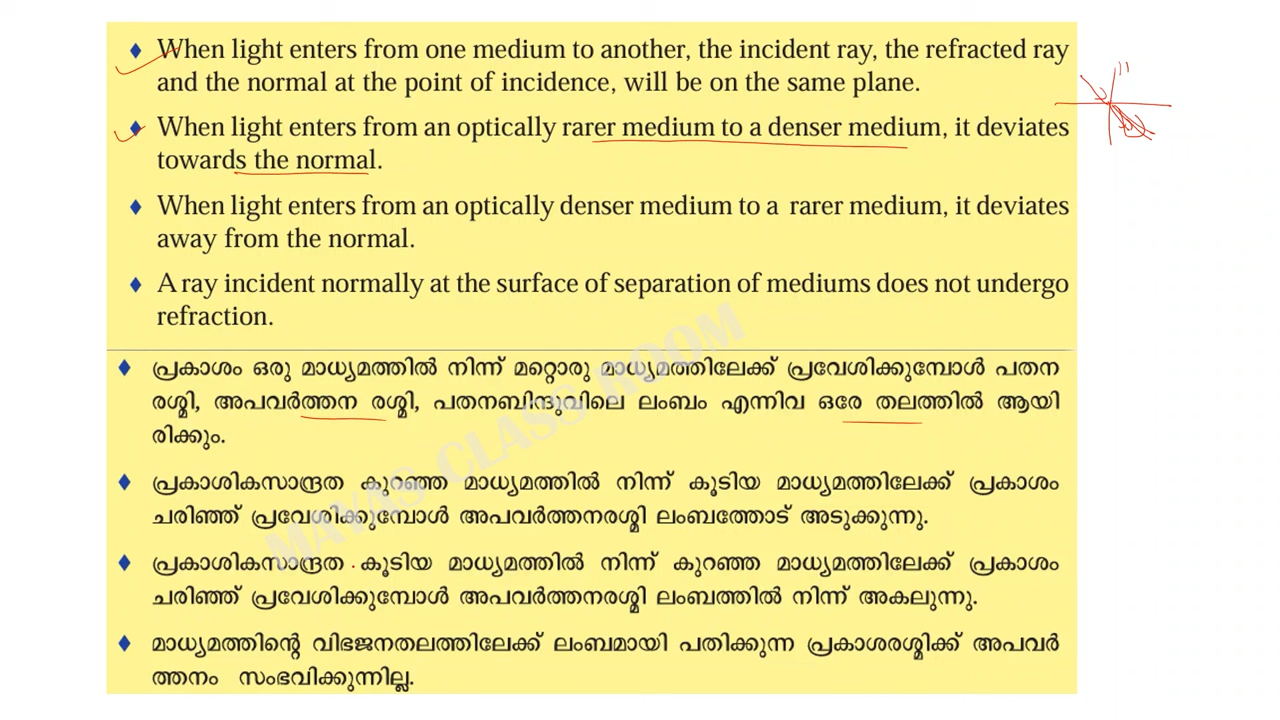 When light enters from one medium to another, the incident ray, the refracted ray
and the normal at the point of incidence, will be on the same plane.
When light enters from an optically rarer medium to a denser medium, it deviates
towards the normal.
When light enters from an optically denser medium to a rarer medium, it deviates
away from the normal.
A ray incident normally at the surface of separation of mediums does not undergo
refraction.
പ്രകാശം ഒരു മാധ്യമത്തിൽ നിന്ന് മറ്റൊരു മാധ്യമത്തിലേക്ക് പ്രവേശിക്കുമ്പോൾ പതന
രശ്മി, അപവർത്തന രശ്മി, പതനബിന്ദുവിലെ ലംബം എന്നിവ ഒരേ തലത്തിൽ ആയി
രിക്കും.
പ്രകാശികസാന്ദ്രത കുറഞ്ഞ മാധ്യമത്തിൽ നിന്ന് കൂടിയ മാധ്യമത്തിലേക്ക് പ്രകാശം
ചരിഞ്ഞ് പ്രവേശിക്കുമ്പോൾ അപവർത്തനരശ്മി ലംബത്തോട് അടുക്കുന്നു.
പ്രകാശികസാന്ദ്രത കൂടിയ മാധ്യമത്തിൽ നിന്ന് കുറഞ്ഞ മാധ്യമത്തിലേക്ക് പ്രകാശം
ചരിഞ്ഞ് പ്രവേശിക്കുമ്പോൾ അപവർത്തനരശ്മി ലംബത്തിൽ നിന്ന് അകലുന്നു.
മാധ്യമത്തിന്റെ വിഭജനതലത്തിലേക്ക് ലംബമായി പതിക്കുന്ന പ്രകാശരശ്മിക്ക് അപവർ
ത്തനം സംഭവിക്കുന്നില്ല.
MAYAS CLASS ROOM